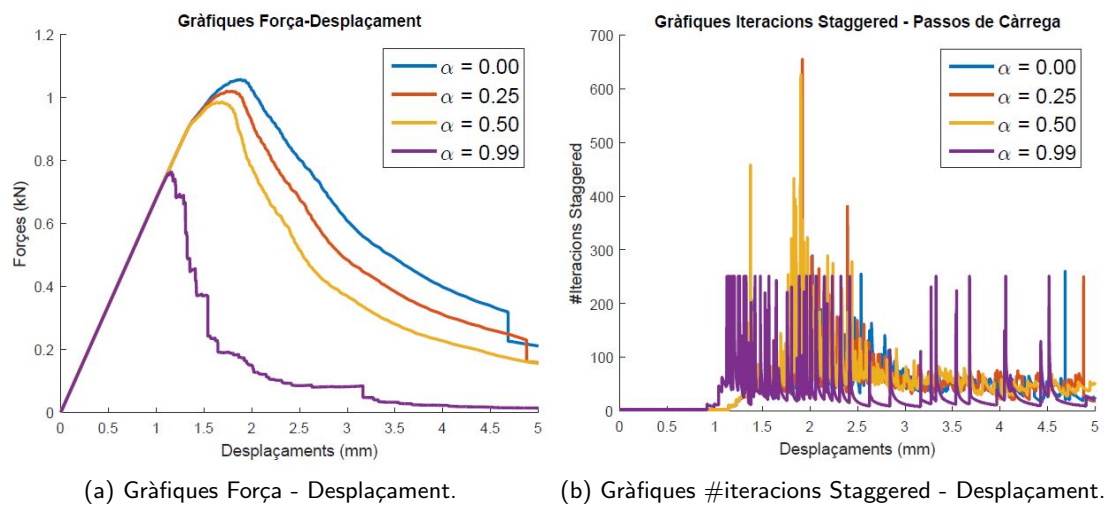 Gràfiques Força-Desplaçament
1.2
1
0.8
0.6
0.4
0.2
0
Forçes (kN)
α = 0.00
α = 0.25
α = 0.50
α = 0.99
0 0.5 1 1.5 2 2.5 3 3.5 4 4.5 5
Desplaçaments (mm)
(a) Gràfiques Força - Desplaçament.
Gràfiques Iteracions Staggered - Passos de Càrrega
700
600
500
400
300
200
100
0
#Iteracions Staggered
α = 0.00
α = 0.25
α = 0.50
α = 0.99
0 0.5 1 1.5 2 2.5 3 3.5 4 4.5 5
Desplaçaments (mm)
(b) Gràfiques #iteracions Staggered - Desplaçament.